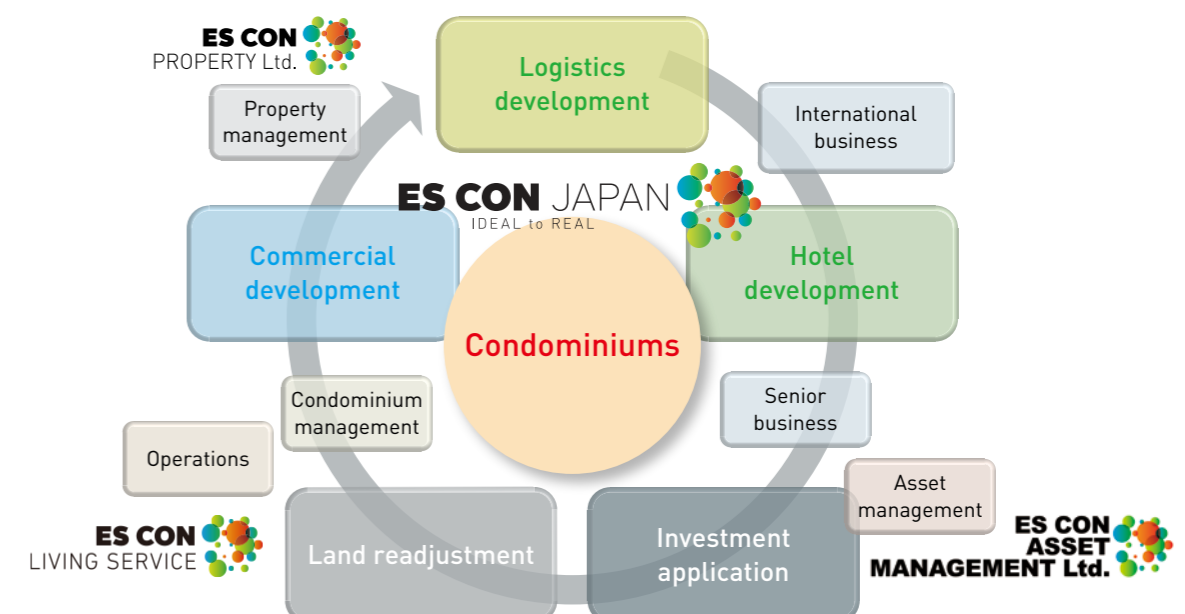 ES CON
PROPERTY Ltd.
Logistics
development
Property
management
International
business
ES CON JAPAN
IDEAL to REAL
Commercial
development
Hotel
development
Condominiums
Condominium
management
Senior
business
Operations
Asset
management
ES CON
LIVING SERVICE
Land readjustment
Investment
application
ES CON
ASSET
MANAGEMENT Ltd.